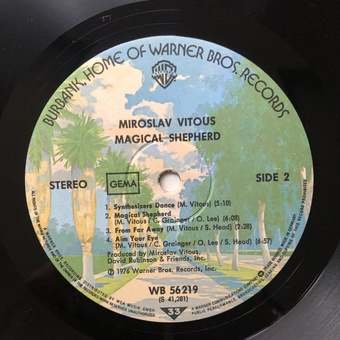 BURBANK, HOME OF WARNER BROS. RECORDS
WB
MIROSLAV VITOUS
MAGICAL SHEPHERD
STEREO
GEMA
SIDE 2
1. Synthesizers Dance (M. Vitous) (5:10)
2. Magical Shepherd
(M. Vitous / C. Grainger / O. Lee) (6:08)
3. From Far Away (M. Vitous / S. Head) (2:28)
4. Aim Your Eye
(M. Vitous / C. Grainger / O. Lee / S. Head) (6:57)
Produced by Miroslav Vitous,
David Rubinson & Friends, Inc.
℗ 1976 Warner Bros. Records, Inc.
WB 56219
(S 41,281)
33